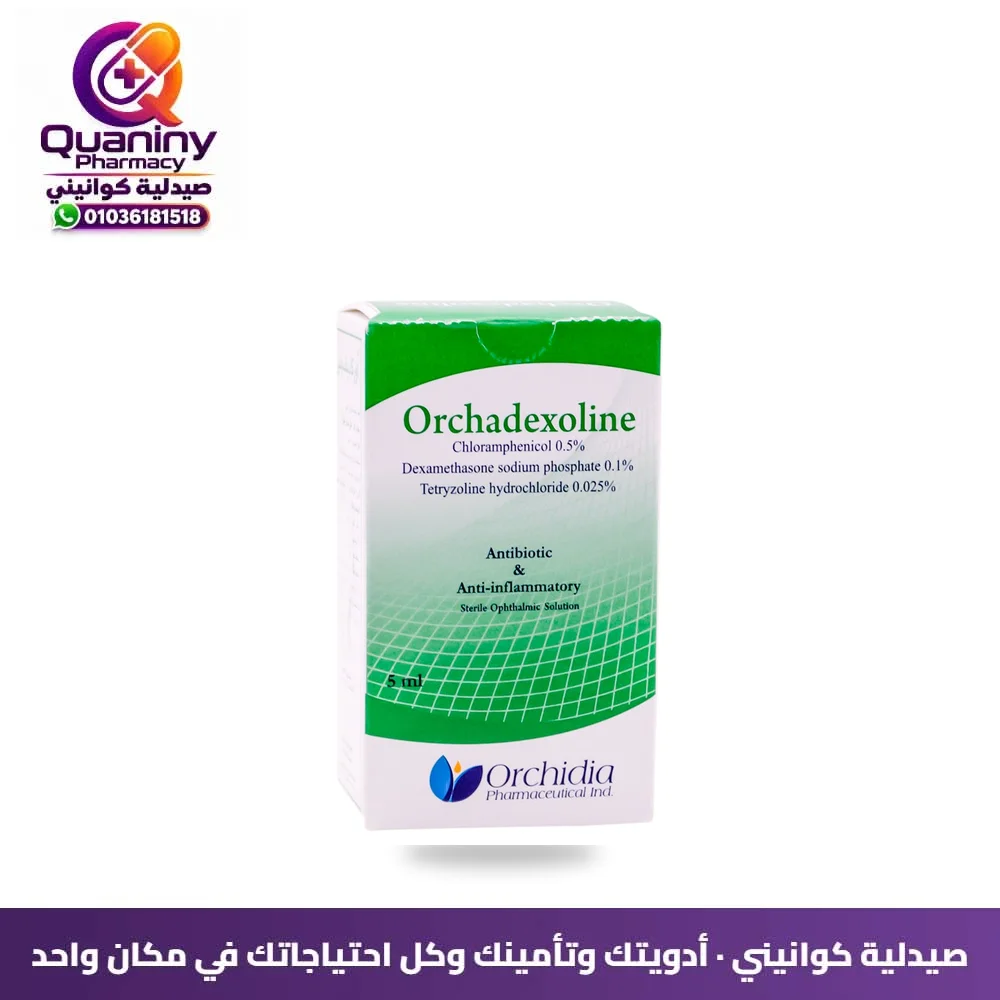 Quaniny
Pharmacy
صيدلية كوانيني
01036181518
Orchadexoline
Chloramphenicol 0.5%
Dexamethasone sodium phosphate 0.1%
Tetryzoline hydrochloride 0.025%
Antibiotic
&
Anti-inflammatory
Sterile Ophthalmic Solution
5 ml
Orchidia
Pharmaceutical Ind.
صيدلية كوانيني · أدويتك وتأمينك وكل احتياجاتك في مكان واحد